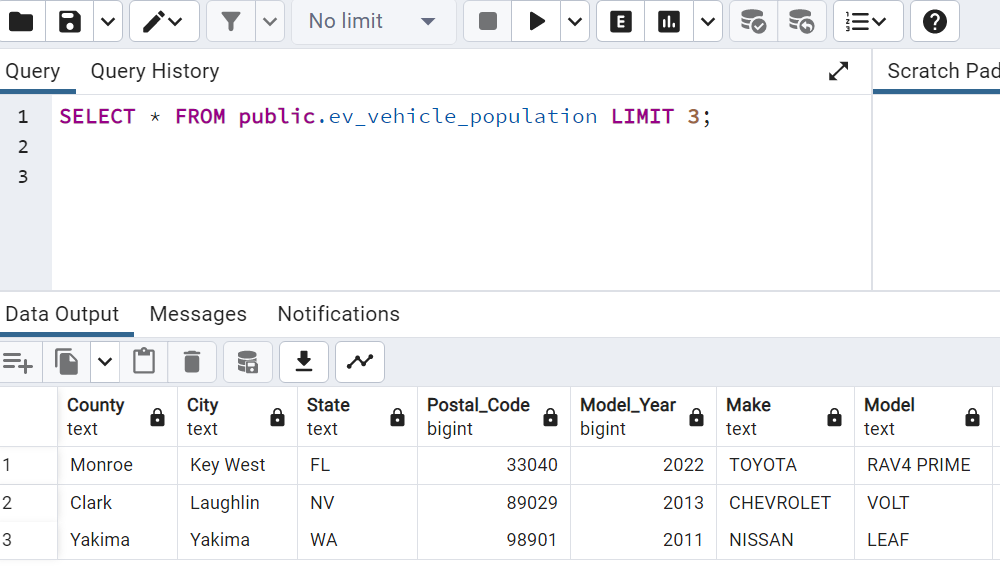 No limit
E
Query Query History
Scratch Pad
1 SELECT * FROM public.ev_vehicle_population LIMIT 3;
2
3
Data Output Messages Notifications
County City State Postal_Code Model_Year Make Model
text text text bigint bigint text text
1 Monroe Key West FL 33040 2022 TOYOTA RAV4 PRIME
2 Clark Laughlin NV 89029 2013 CHEVROLET VOLT
3 Yakima Yakima WA 98901 2011 NISSAN LEAF